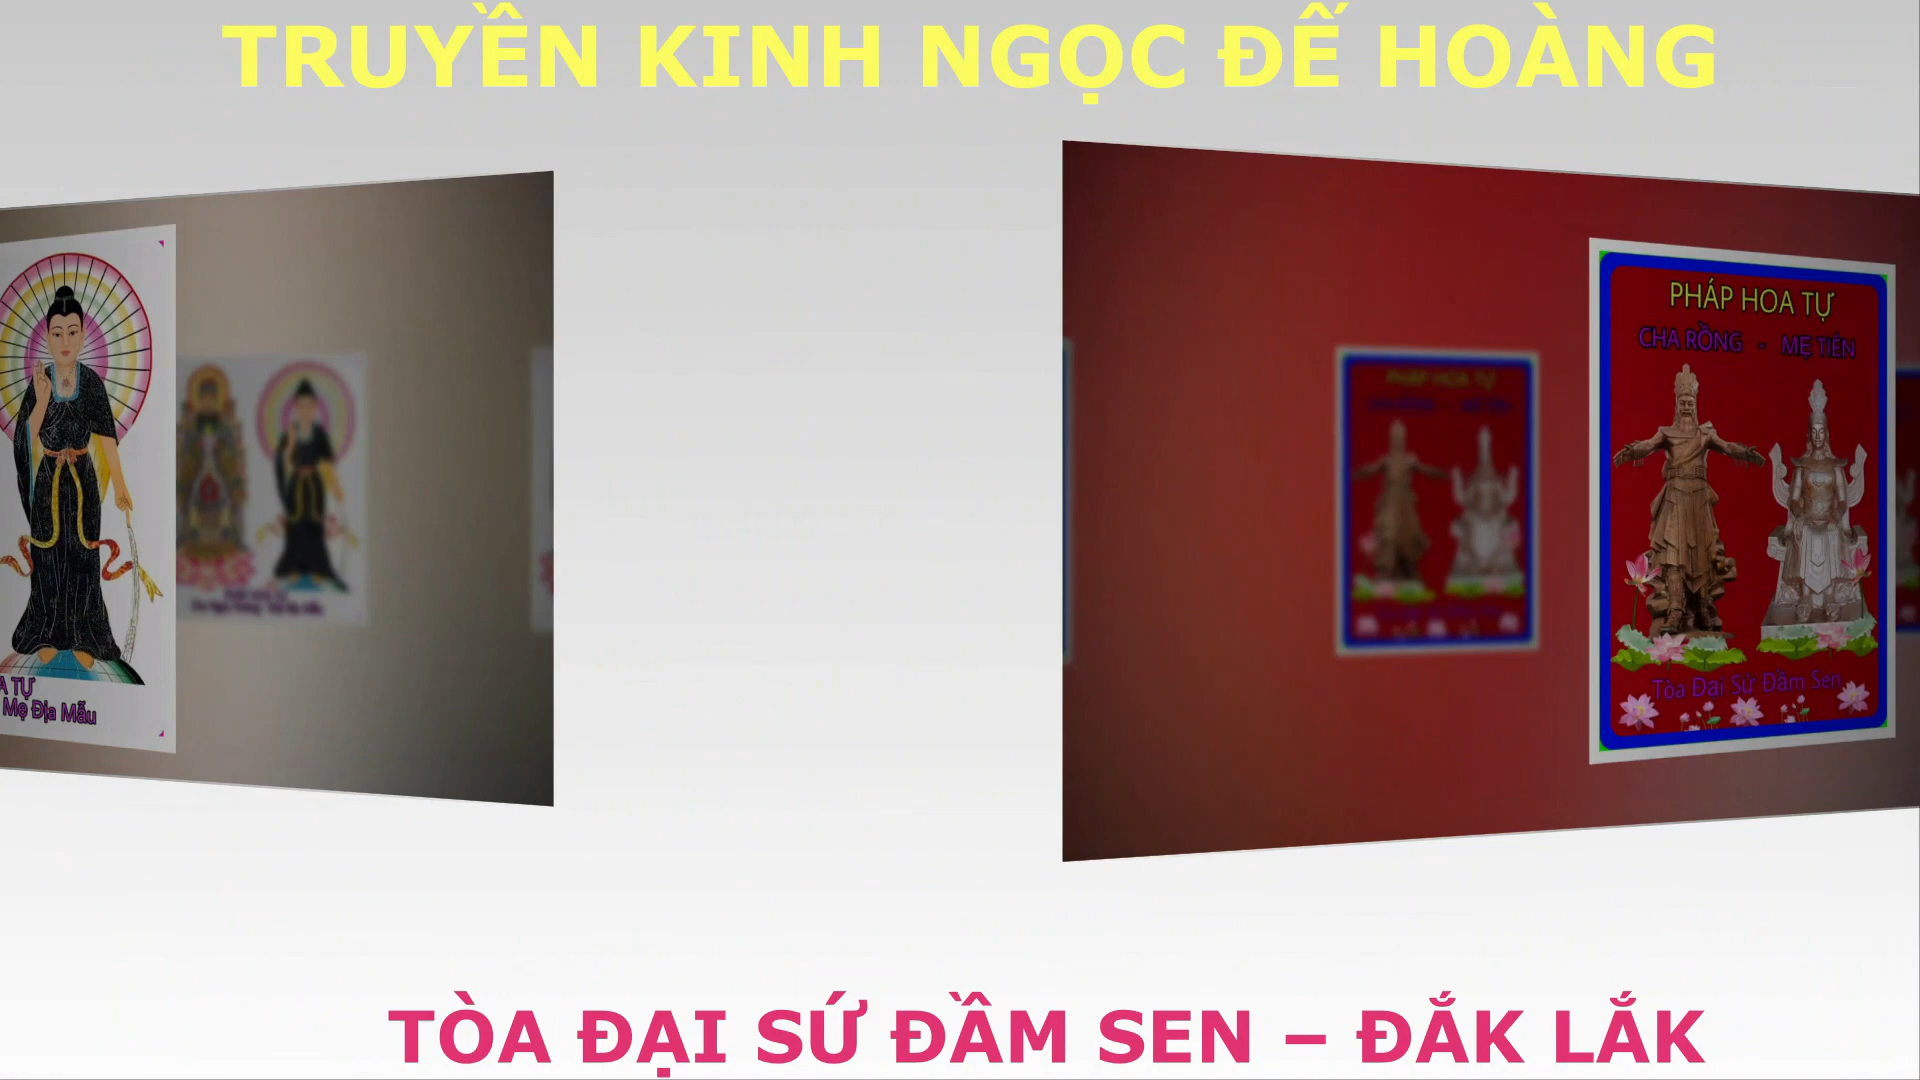 TRUYỀN KINH NGỌC ĐẾ HOÀNG
A TỰ
Mẹ Địa Mẫu
PHÁP HOA TỰ
CHA RỒNG - MẸ TIÊN
Tòa Đại Sứ Đầm Sen
TÒA ĐẠI SỨ ĐẦM SEN – ĐẮK LẮK